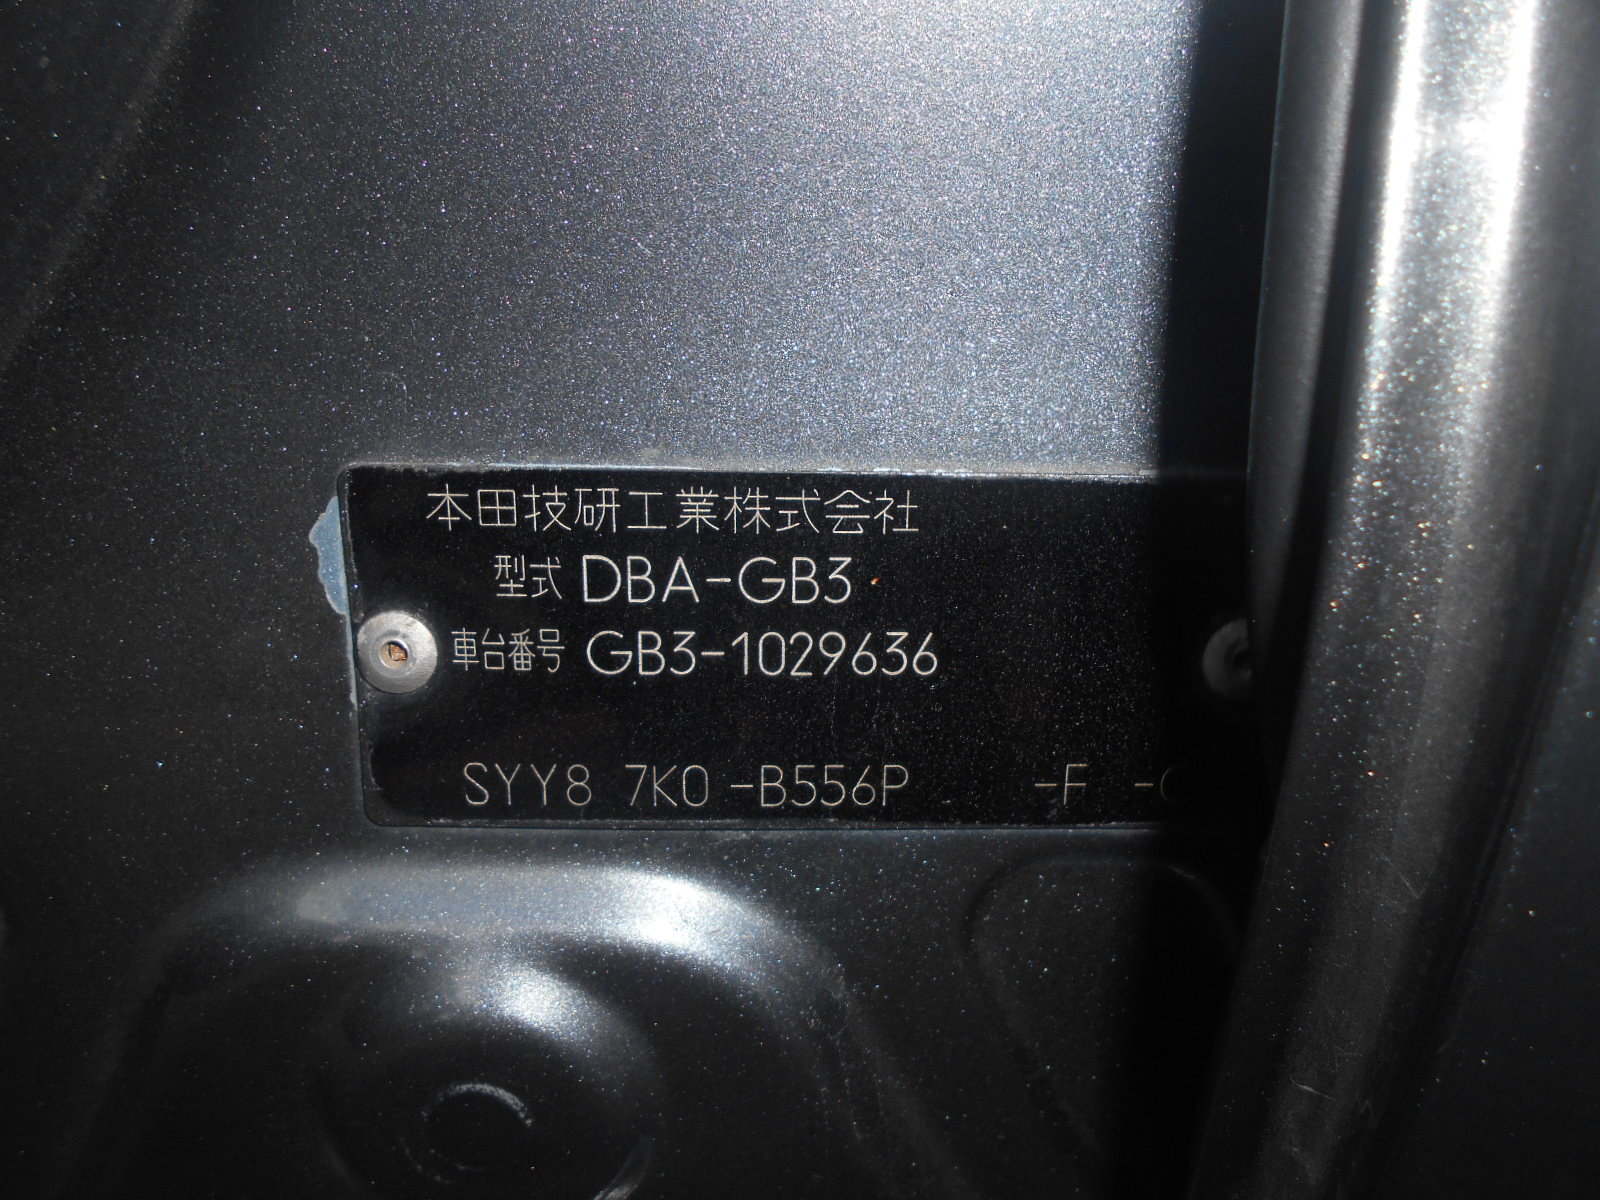 本田技研工業株式会社
型式 DBA-GB3
車台番号 GB3-1029636
SYY8 7K0 -B556P -F